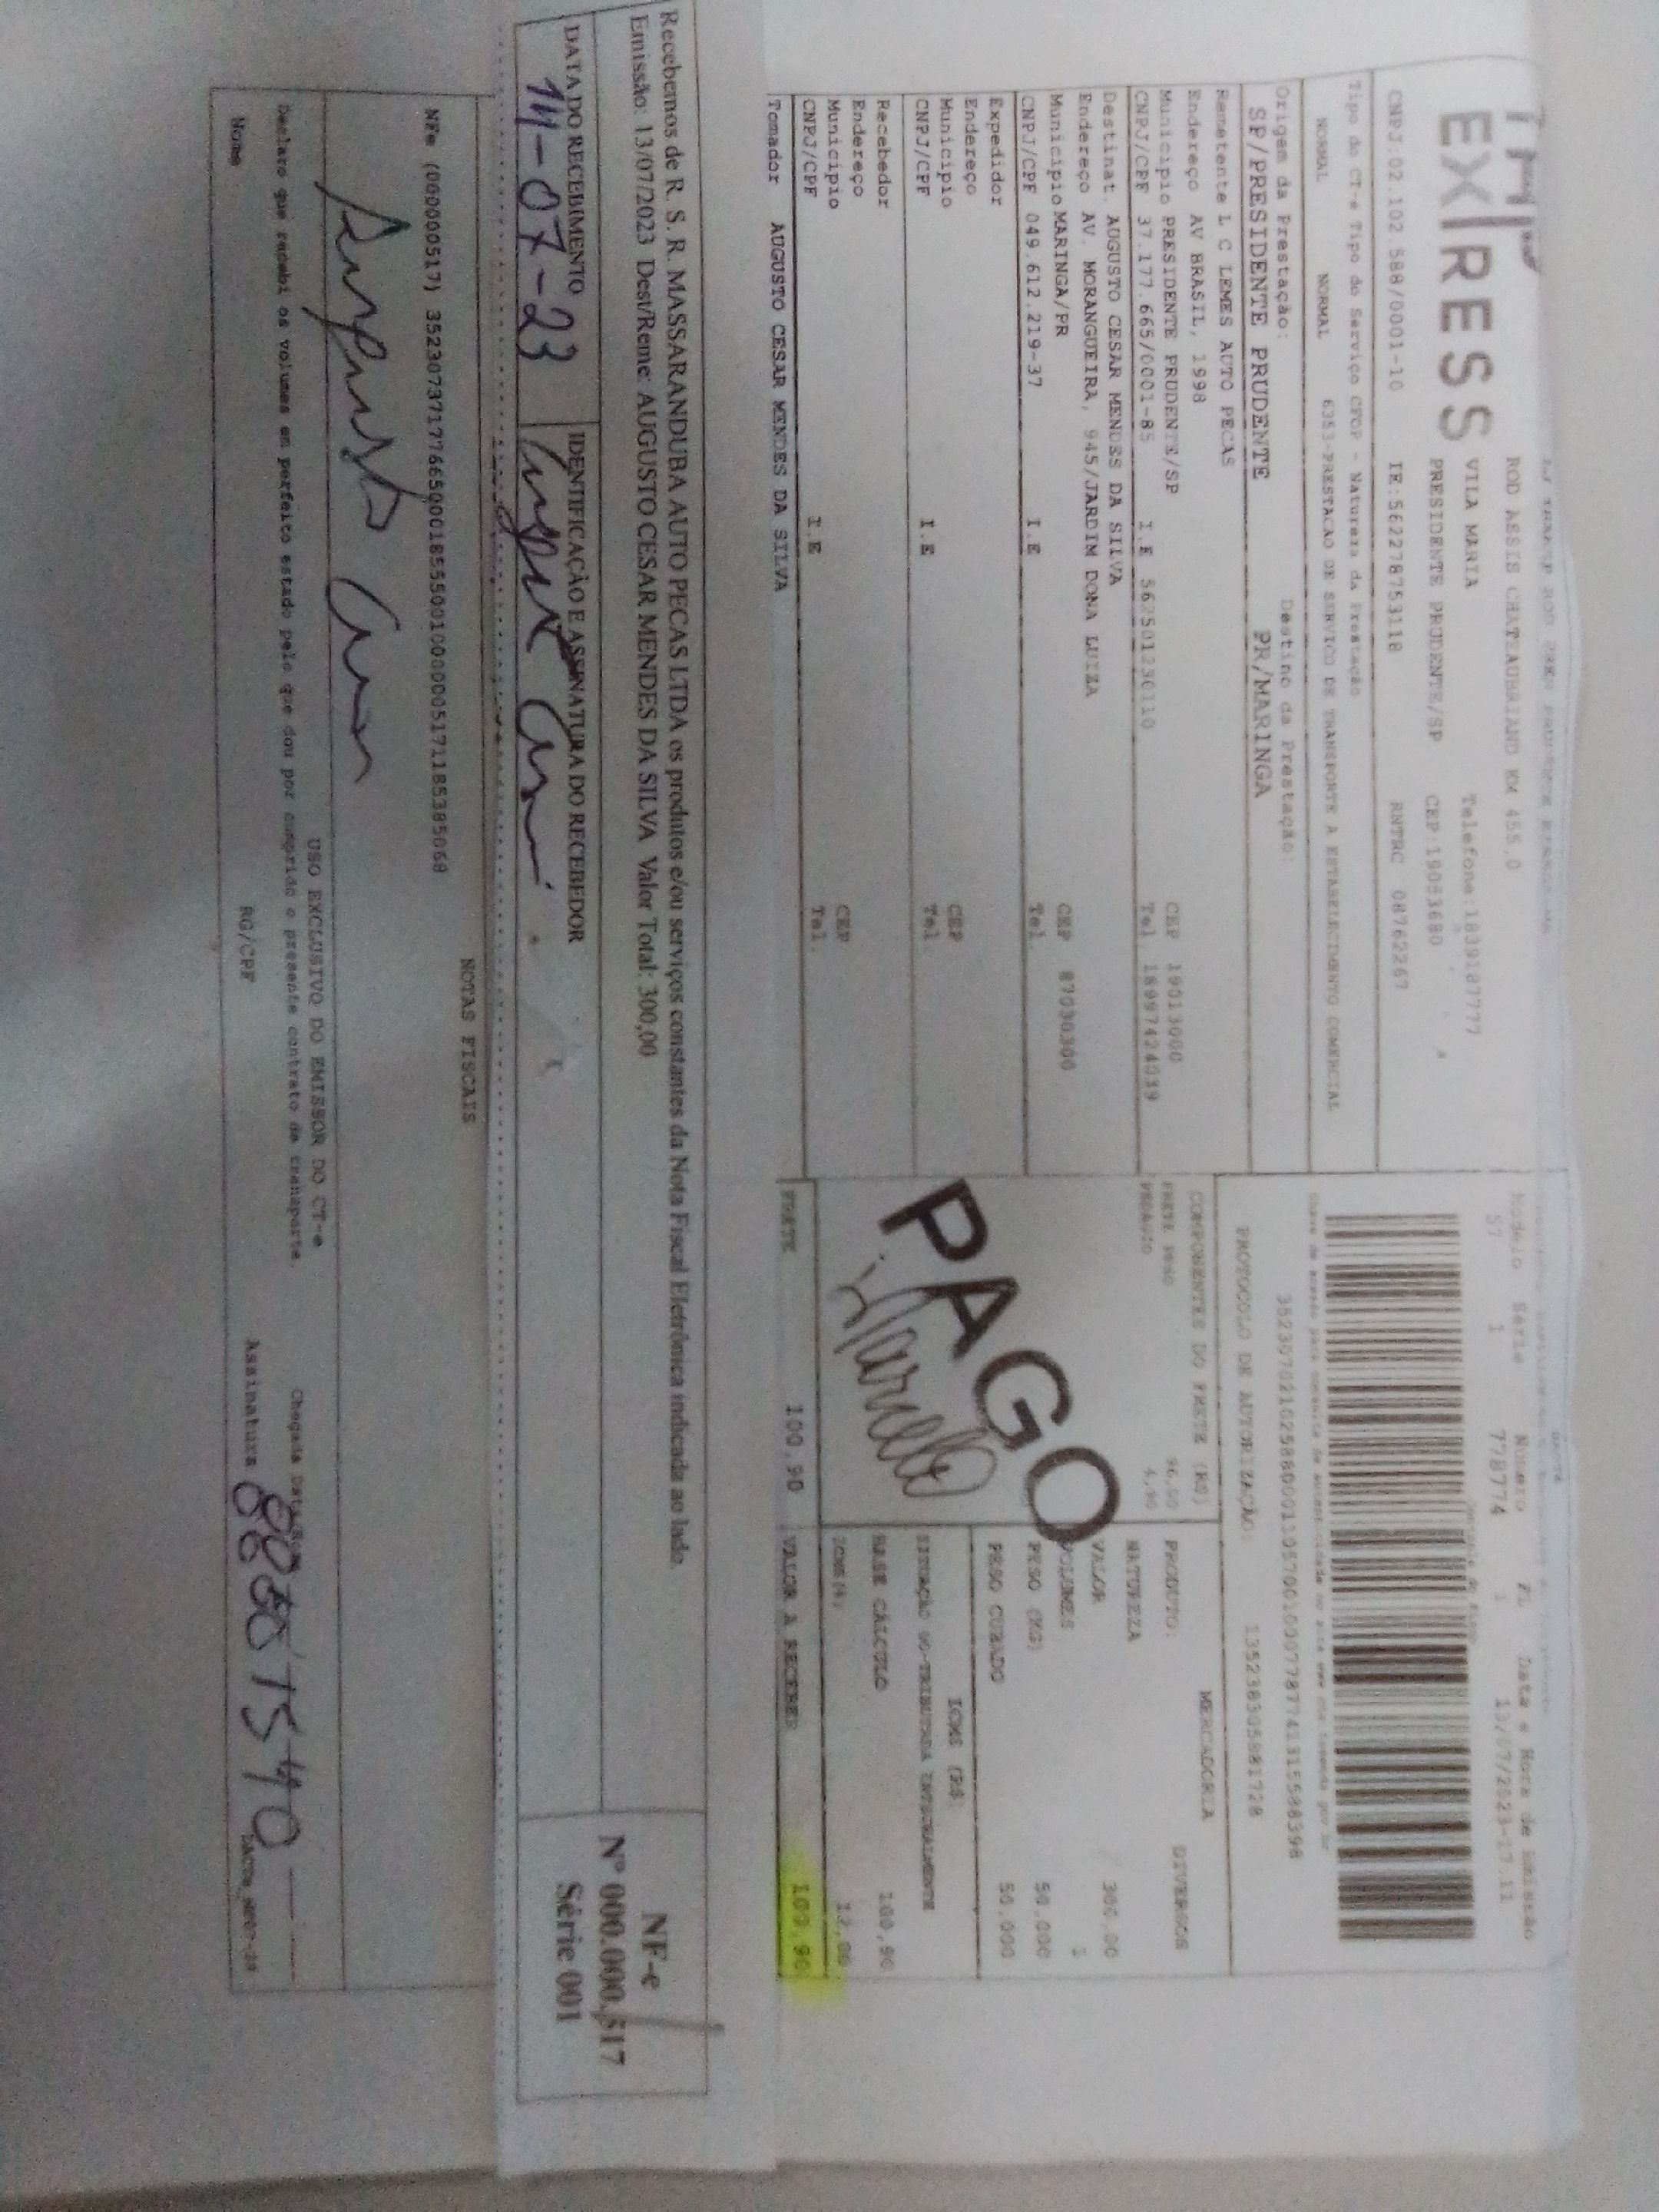 EXPRESS
ROD ASSIS CHATEAUBRIAND KM 455,0
VILA MARIA Telefone:1839187777
PRESIDENTE PRUDENTE/SP CEP:19053680
CNPJ:02.102.588/0001-10 IE:562278753118 RNTRC 08762267
Modelo Serie Número FL Data e Hora de Emissão
57 1 778774 1 13/07/2023-17.11
Tipo do CT-e Tipo do Serviço CFOP - Natureza da Prestação
NORMAL NORMAL 6353-PRESTACAO DE SERVICO DE TRANSPORTE A ESTABELECIMENTO COMERCIAL
Origem da Prestação: Destino da Prestação:
SP/PRESIDENTE PRUDENTE PR/MARINGA
PROTOCOLO DE AUTORIZAÇÃO:
Remetente L C LEMES AUTO PECAS
Endereço AV BRASIL, 1998
Municipio PRESIDENTE PRUDENTE/SP CEP 19013000
CNPJ/CPF 37.177.665/0001-85 I.E 562501230110 Tel. 18997424039
Destinat. AUGUSTO CESAR MENDES DA SILVA
Endereço AV. MORANGUEIRA, 945/JARDIM DONA LUIZA
Municipio MARINGA/PR CEP 87030300
CNPJ/CPF 049.612.219-37 I.E Tel.
Expedidor
Endereço
Municipio CEP
CNPJ/CPF I.E Tel.
Recebedor
Endereço
Municipio CEP
CNPJ/CPF I.E Tel.
Tomador AUGUSTO CESAR MENDES DA SILVA
COMPONENTES DO FRETE (R$)
FRETE PESO 96,00
PEDAGIO 4,90
PAGO
FRETE 100,90
MERCADORIA
PRODUTO: DIVERSOS
NATUREZA
VALOR 300,00
VOLUMES 1
PESO (KG) 50,000
PESO CUBADO 50,000
ICMS (R$)
SITUAÇÃO 00-TRIBUTADA INTEGRALMENTE
BASE CÁLCULO 100,90
VALOR A RECEBER 100,90
Recebemos de R. S. R. MASSARANDUBA AUTO PECAS LTDA os produtos e/ou serviços constantes da Nota Fiscal Eletrônica indicada ao lado.
Emissão: 13/07/2023 Dest/Reme: AUGUSTO CESAR MENDES DA SILVA Valor Total: 300,00
DATA DO RECEBIMENTO IDENTIFICAÇÃO E ASSINATURA DO RECEBEDOR
14-07-23
NF-e
Nº 000.000.517
Série 001
NOTAS FISCAIS
NFe (000000517)
USO EXCLUSIVO DO EMISSOR DO CT-e
Declaro que recebi os volumes em perfeito estado pelo que dou por cumprido o presente contrato de transporte.
Nome RG/CPF Assinatura